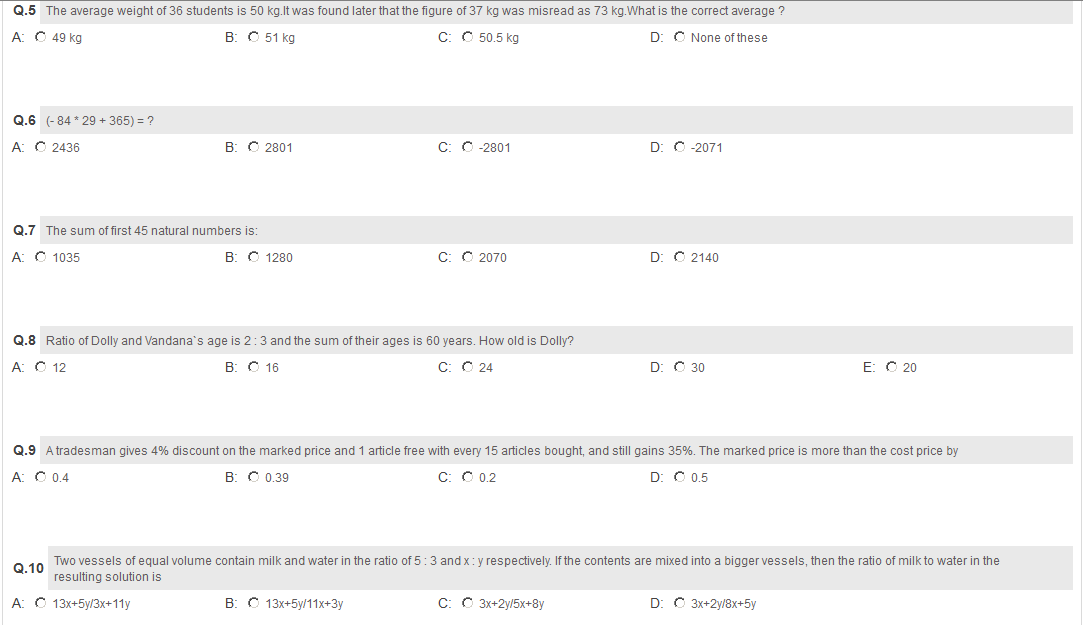 Q.5 The average weight of 36 students is 50 kg.It was found later that the figure of 37 kg was misread as 73 kg.What is the correct average ?
A: 49 kg B: 51 kg C: 50.5 kg D: None of these
Q.6 (- 84 * 29 + 365) = ?
A: 2436 B: 2801 C: -2801 D: -2071
Q.7 The sum of first 45 natural numbers is:
A: 1035 B: 1280 C: 2070 D: 2140
Q.8 Ratio of Dolly and Vandana`s age is 2 : 3 and the sum of their ages is 60 years. How old is Dolly?
A: 12 B: 16 C: 24 D: 30 E: 20
Q.9 A tradesman gives 4% discount on the marked price and 1 article free with every 15 articles bought, and still gains 35%. The marked price is more than the cost price by
A: 0.4 B: 0.39 C: 0.2 D: 0.5
Q.10 Two vessels of equal volume contain milk and water in the ratio of 5 : 3 and x : y respectively. If the contents are mixed into a bigger vessels, then the ratio of milk to water in the
resulting solution is
A: 13x+5y/3x+11y B: 13x+5y/11x+3y C: 3x+2y/5x+8y D: 3x+2y/8x+5y